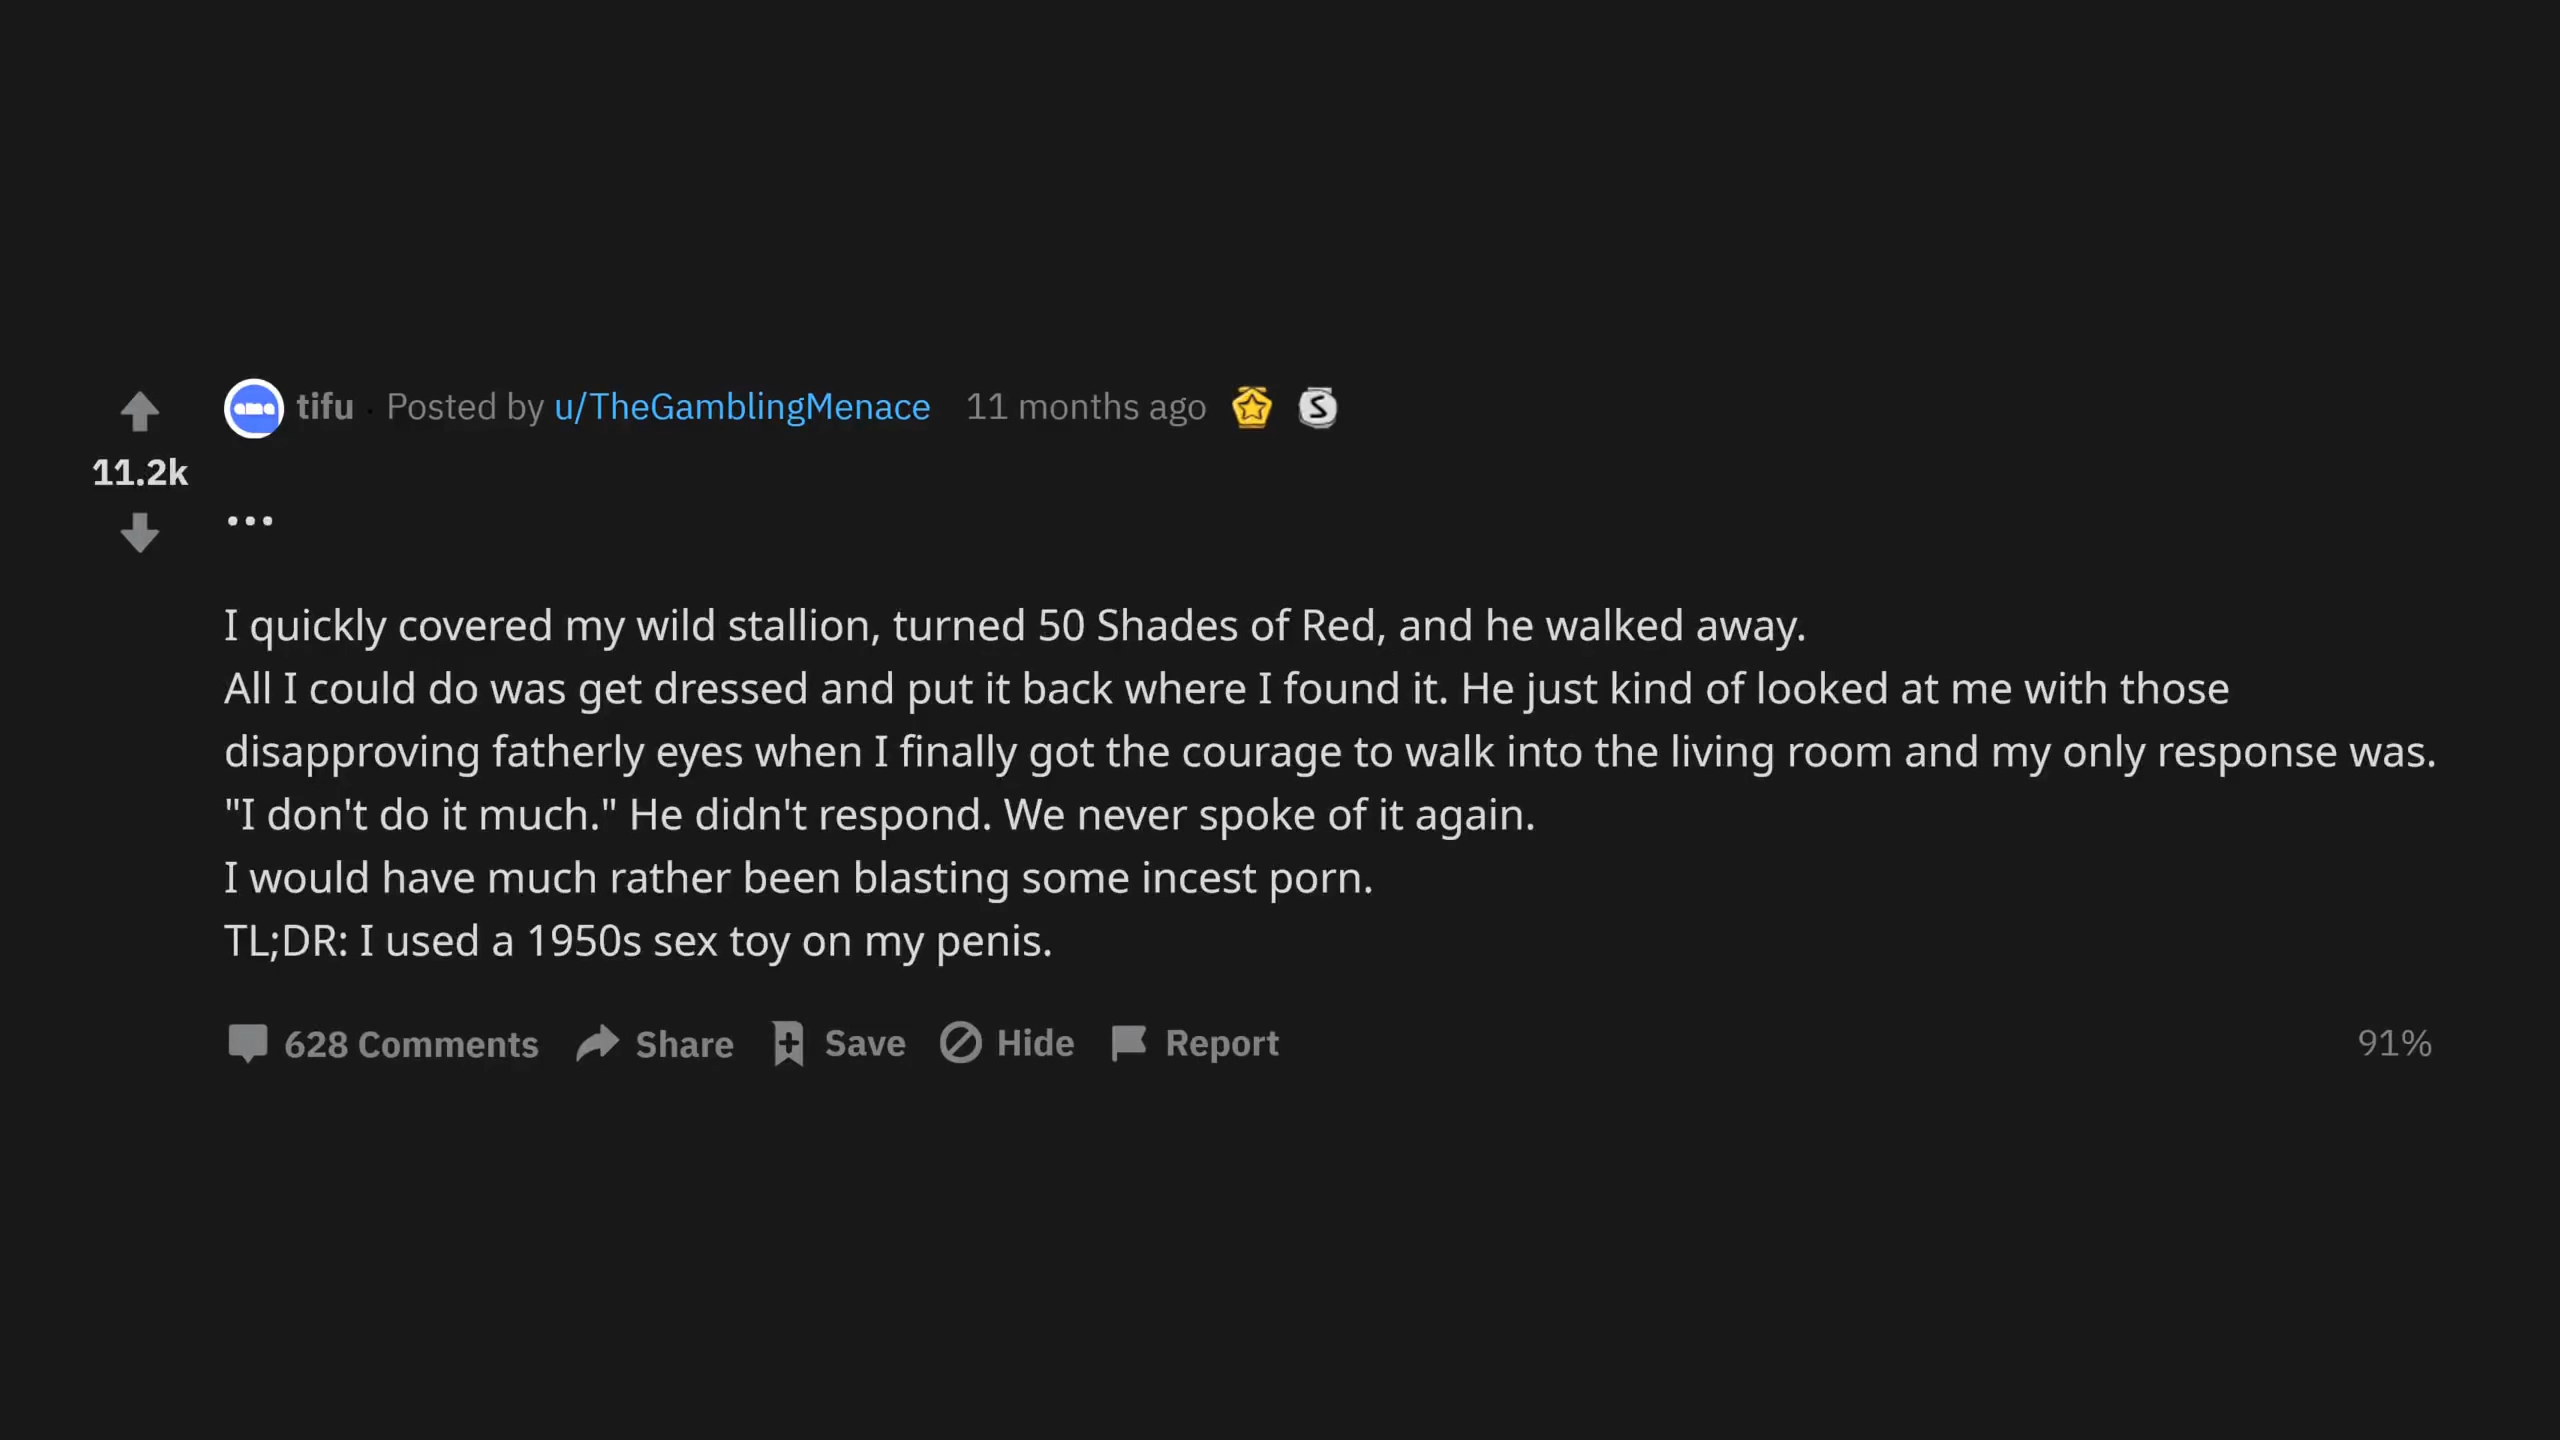 tifu · Posted by u/TheGamblingMenace 11 months ago
11.2k
...
I quickly covered my wild stallion, turned 50 Shades of Red, and he walked away.
All I could do was get dressed and put it back where I found it. He just kind of looked at me with those
disapproving fatherly eyes when I finally got the courage to walk into the living room and my only response was.
"I don't do it much." He didn't respond. We never spoke of it again.
I would have much rather been blasting some incest porn.
TL;DR: I used a 1950s sex toy on my penis.
628 Comments Share Save Hide Report 91%